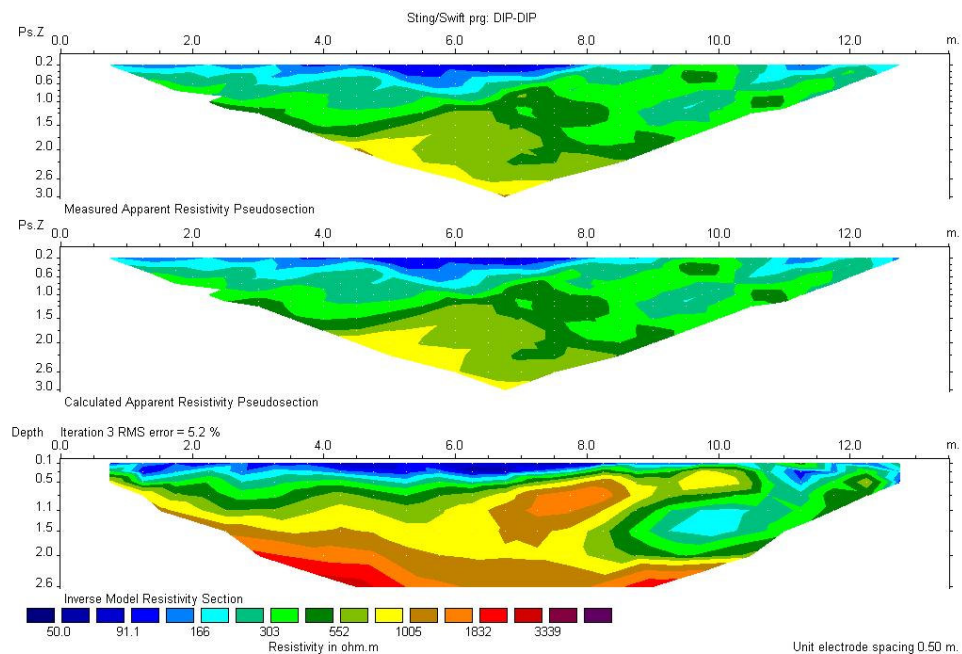 Sting/Swift prg: DIP-DIP
Ps.Z 0.0 2.0 4.0 6.0 8.0 10.0 12.0 m.
0.2
0.6
1.0
1.5
2.0
2.6
3.0
Measured Apparent Resistivity Pseudosection
Ps.Z 0.0 2.0 4.0 6.0 8.0 10.0 12.0 m.
0.2
0.6
1.0
1.5
2.0
2.6
3.0
Calculated Apparent Resistivity Pseudosection
Depth Iteration 3 RMS error = 5.2 %
0.0 2.0 4.0 6.0 8.0 10.0 12.0 m.
0.1
0.5
1.1
1.5
2.0
2.6
Inverse Model Resistivity Section
50.0 91.1 166 303 552 1005 1832 3339
Resistivity in ohm.m Unit electrode spacing 0.50 m.